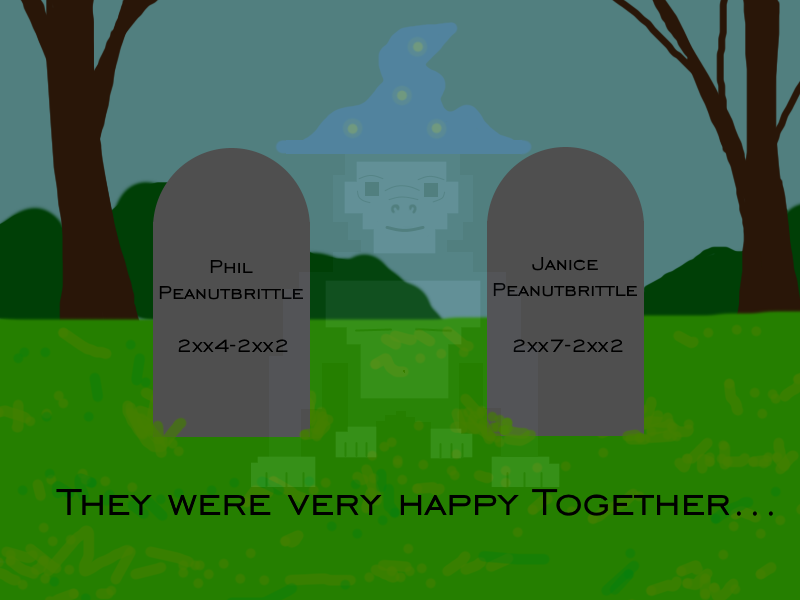 Phil
Peanutbrittle
2xx4-2xx2
Janice
Peanutbrittle
2xx7-2xx2
They were very happy Together...